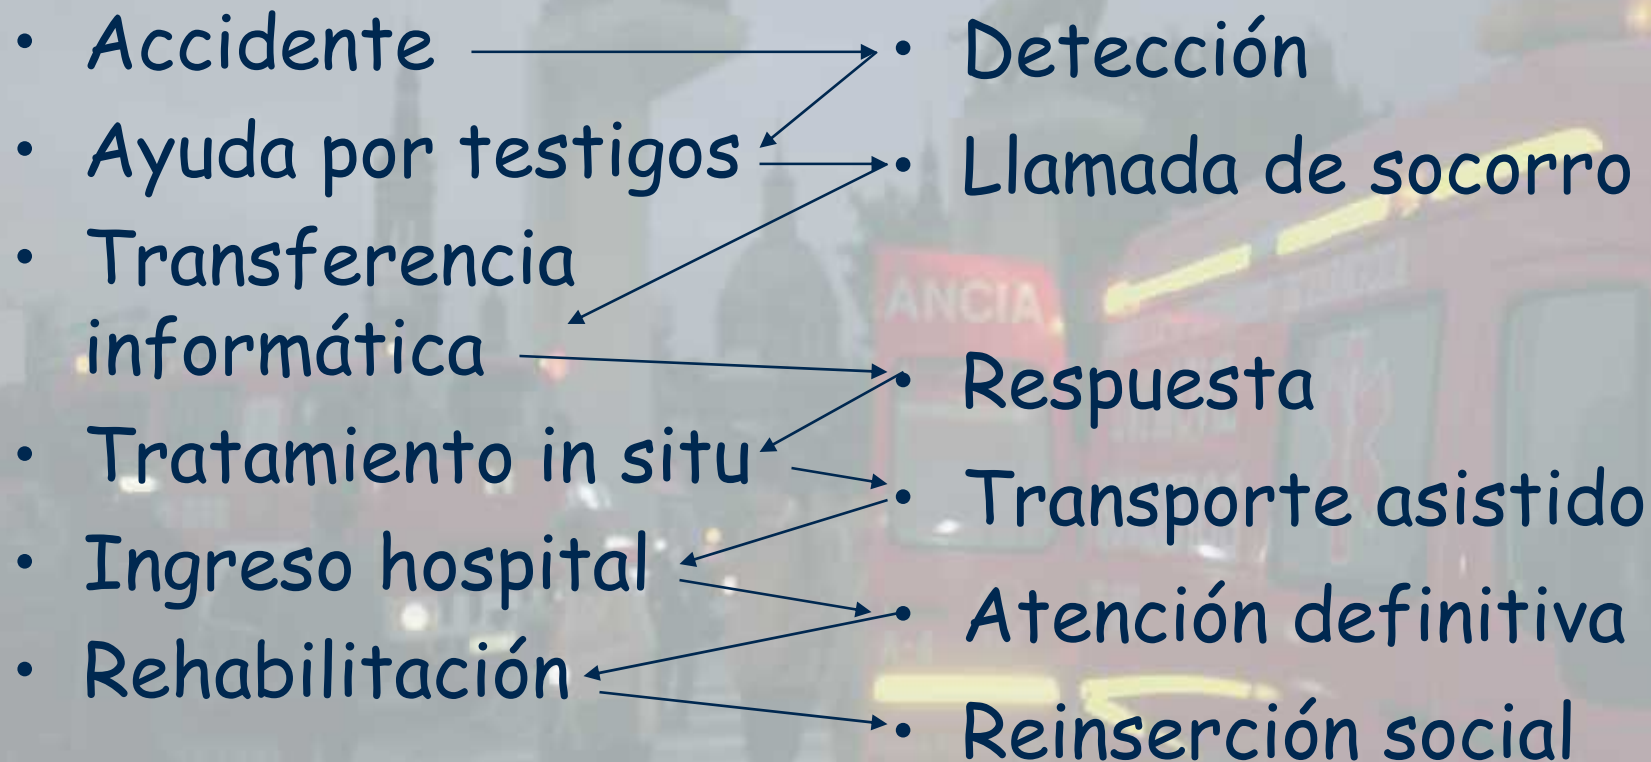 • Accidente
• Ayuda por testigos
• Transferencia
informática
• Tratamiento in situ
• Ingreso hospital
• Rehabilitación
• Detección
• Llamada de socorro
• Respuesta
• Transporte asistido
• Atención definitiva
• Reinserción social
ANCIA